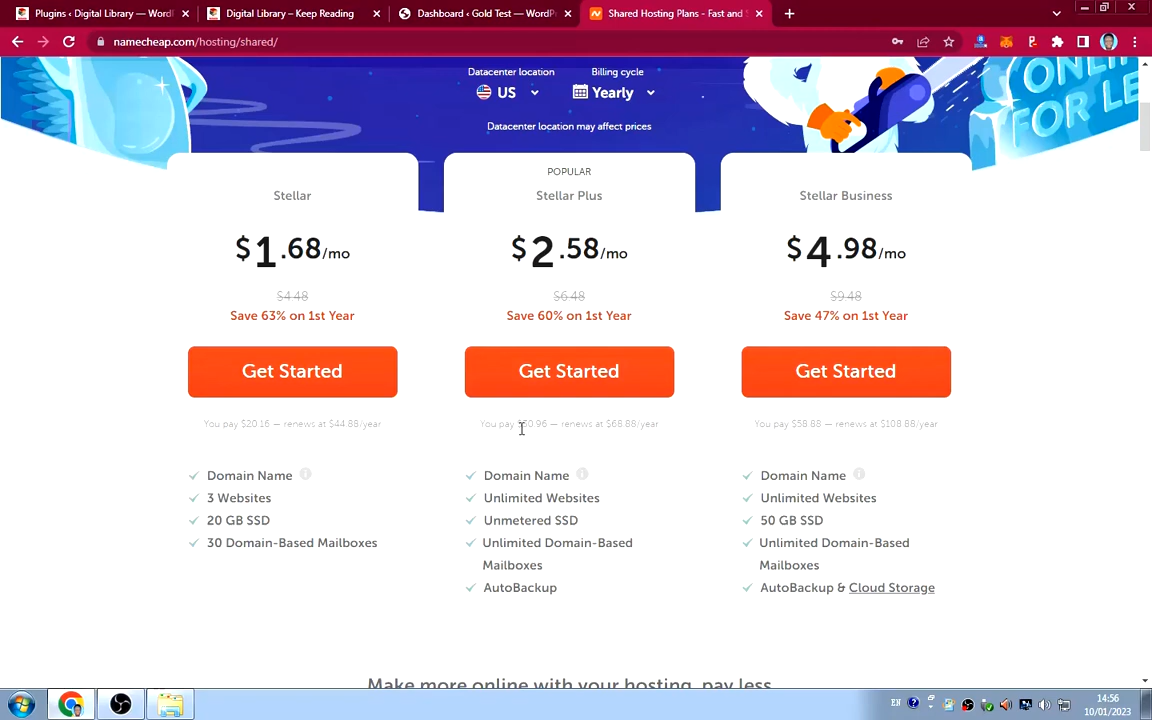 Plugins ‹ Digital Library — Word
Digital Library – Keep Reading
Dashboard ‹ Gold Test — WordP
Shared Hosting Plans - Fast and S
namecheap.com/hosting/shared/
ONLINE
FOR LE
Datacenter location
Billing cycle
US
Yearly
Datacenter location may affect prices
POPULAR
Stellar
Stellar Plus
Stellar Business
$1.68/mo
$2.58/mo
$4.98/mo
$4.48
$6.48
$9.48
Save 63% on 1st Year
Save 60% on 1st Year
Save 47% on 1st Year
Get Started
Get Started
Get Started
You pay $20.16 — renews at $44.88/year
You pay $30.96 — renews at $68.88/year
You pay $58.88 — renews at $108.88/year
Domain Name
3 Websites
20 GB SSD
30 Domain-Based Mailboxes
Domain Name
Unlimited Websites
Unmetered SSD
Unlimited Domain-Based
Mailboxes
AutoBackup
Domain Name
Unlimited Websites
50 GB SSD
Unlimited Domain-Based
Mailboxes
AutoBackup & Cloud Storage
Make more online with your hosting, pay less
EN
14:56
10/01/2023